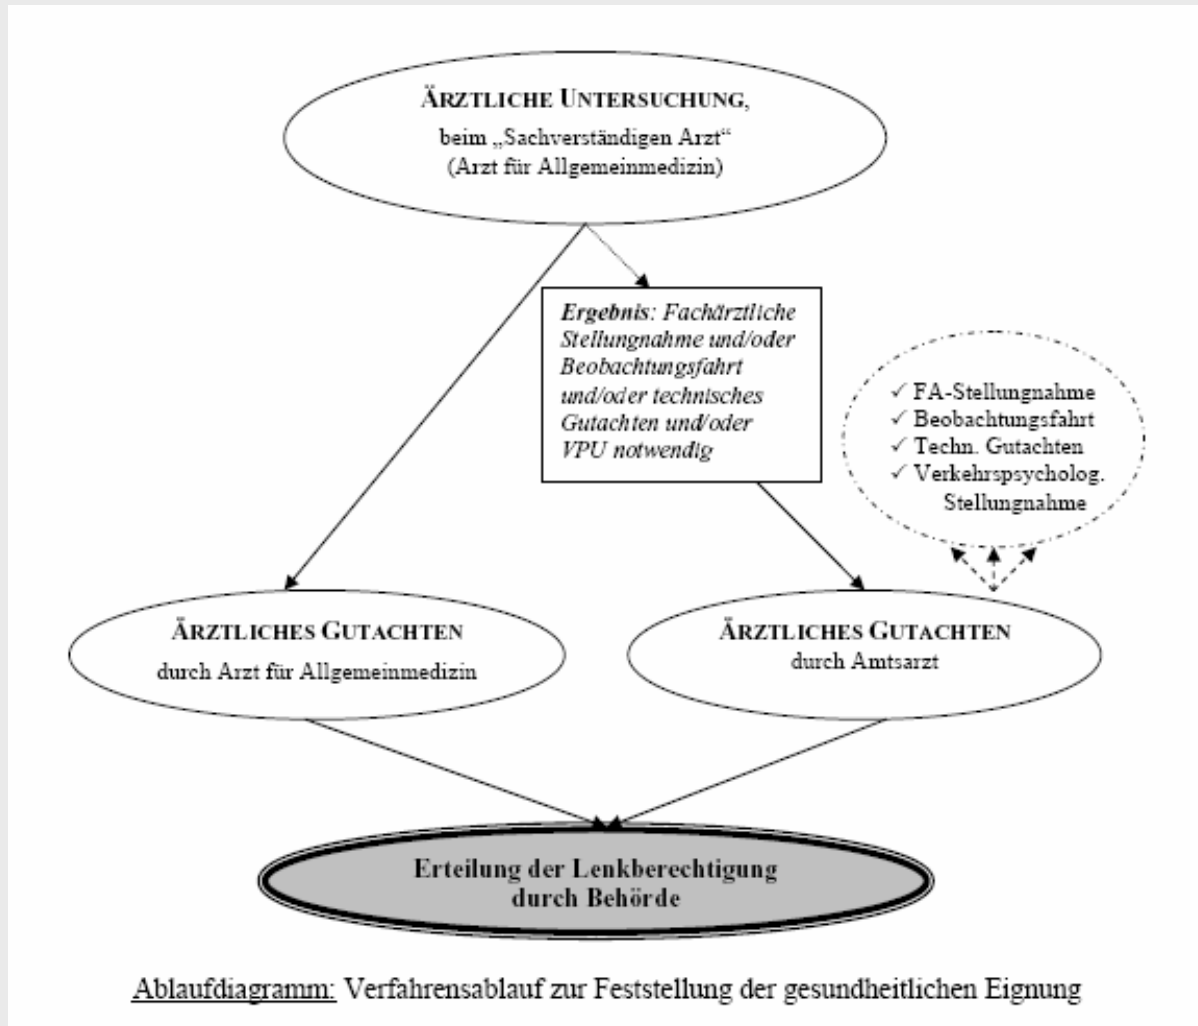 ÄRZTLICHE UNTERSUCHUNG,
beim „Sachverständigen Arzt“
(Arzt für Allgemeinmedizin)
Ergebnis: Fachärztliche
Stellungnahme und/oder
Beobachtungsfahrt
und/oder technisches
Gutachten und/oder
VPU notwendig
✓ FA-Stellungnahme
✓ Beobachtungsfahrt
✓ Techn. Gutachten
✓ Verkehrspsycholog.
Stellungnahme
ÄRZTLICHES GUTACHTEN
durch Arzt für Allgemeinmedizin
ÄRZTLICHES GUTACHTEN
durch Amtsarzt
Erteilung der Lenkberechtigung
durch Behörde
Ablaufdiagramm: Verfahrensablauf zur Feststellung der gesundheitlichen Eignung